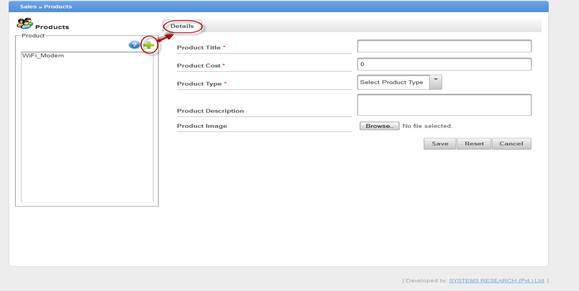 Sales » Products
Products
Product
WiFi_Modem
Details
Product Title *
Product Cost *
0
Product Type *
Select Product Type
Product Description
Product Image
Browse.. No file selected.
Save Reset Cancel
[ Developed by: SYSTEMS RESEARCH (Pvt.) Ltd ]